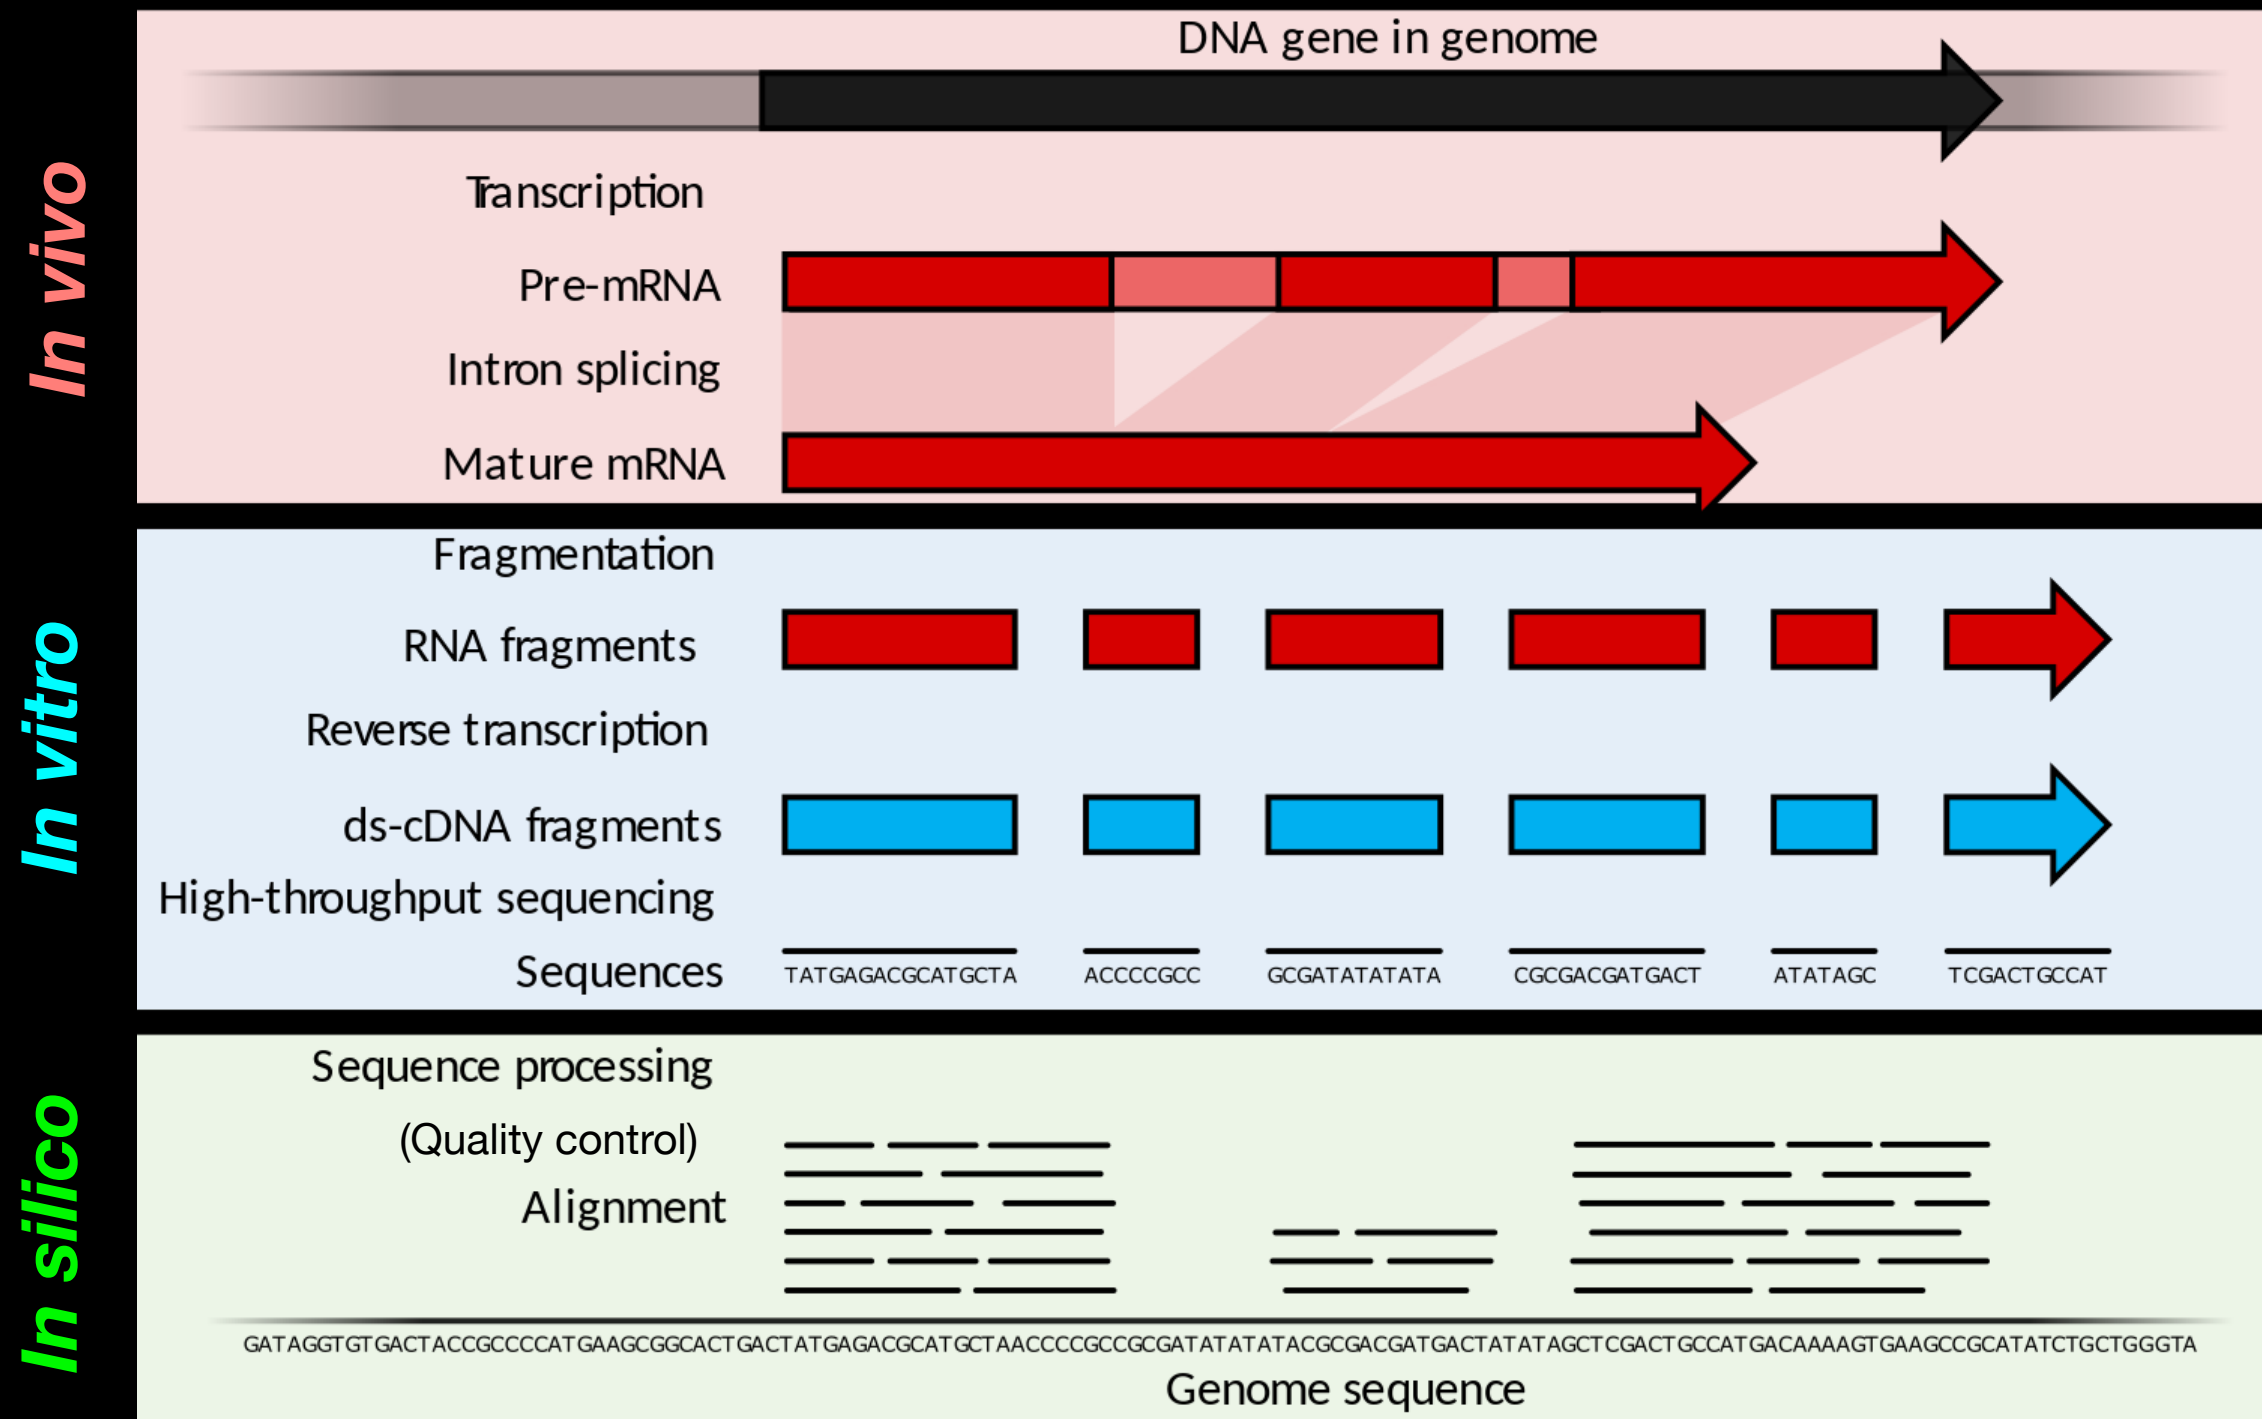 In vivo
DNA gene in genome
Transcription
Pre-mRNA
Intron splicing
Mature mRNA
In vitro
Fragmentation
RNA fragments
Reverse transcription
ds-cDNA fragments
High-throughput sequencing
Sequences
TATGAGACGCATGCTA ACCCCGCC GCGATATATATA CGCGACGATGACT ATATAGC TCGACTGCCAT
In silico
Sequence processing
(Quality control)
Alignment
GATAGGTGTGACTACCGCCCCATGAAGCGGCACTGACTATGAGACGCATGCTAACCCCGCCGCGATATATATACGCGACGATGACTATATAGCTCGACTGCCATGACAAAAGTGAAGCCGCATATCTGCTGGGTA
Genome sequence